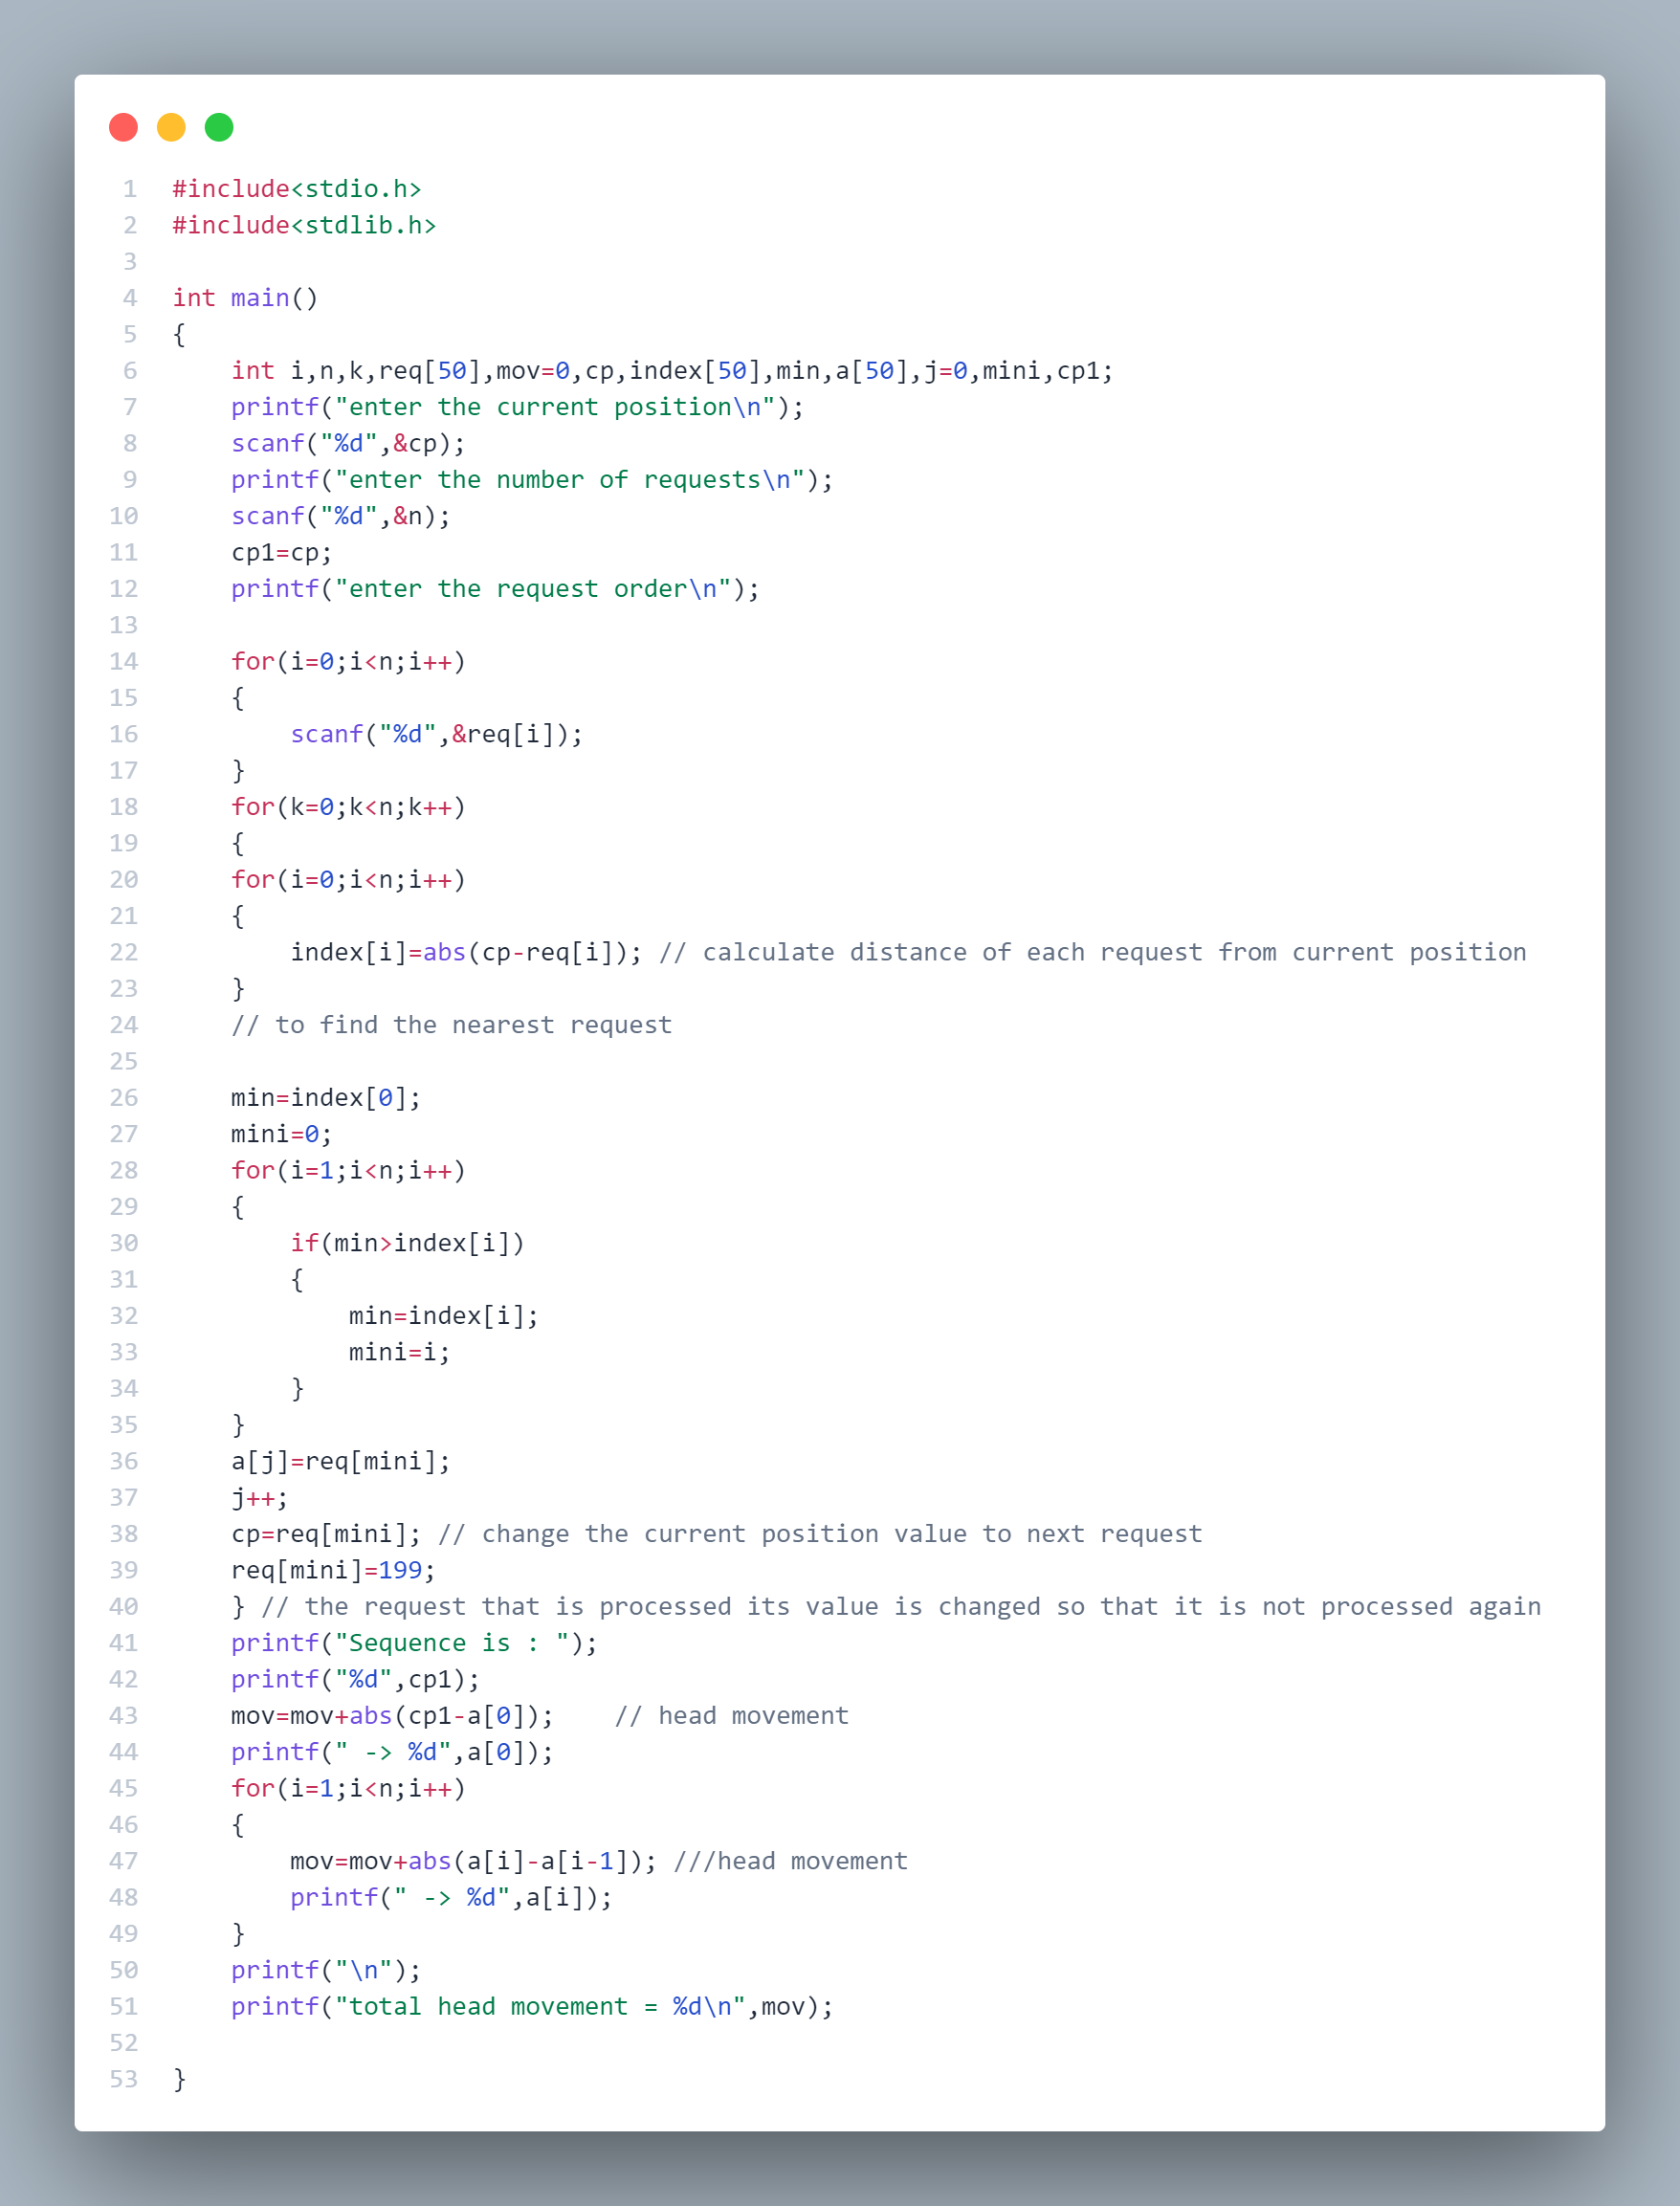 1 #include<stdio.h>
2 #include<stdlib.h>
3
4 int main()
5 {
6     int i,n,k,req[50],mov=0,cp,index[50],min,a[50],j=0,mini,cp1;
7     printf("enter the current position\n");
8     scanf("%d",&cp);
9     printf("enter the number of requests\n");
10     scanf("%d",&n);
11     cp1=cp;
12     printf("enter the request order\n");
13
14     for(i=0;i<n;i++)
15     {
16         scanf("%d",&req[i]);
17     }
18     for(k=0;k<n;k++)
19     {
20     for(i=0;i<n;i++)
21     {
22         index[i]=abs(cp-req[i]); // calculate distance of each request from current position
23     }
24     // to find the nearest request
25
26     min=index[0];
27     mini=0;
28     for(i=1;i<n;i++)
29     {
30         if(min>index[i])
31         {
32             min=index[i];
33             mini=i;
34         }
35     }
36     a[j]=req[mini];
37     j++;
38     cp=req[mini]; // change the current position value to next request
39     req[mini]=199;
40     } // the request that is processed its value is changed so that it is not processed again
41     printf("Sequence is : ");
42     printf("%d",cp1);
43     mov=mov+abs(cp1-a[0]);    // head movement
44     printf(" -> %d",a[0]);
45     for(i=1;i<n;i++)
46     {
47         mov=mov+abs(a[i]-a[i-1]); ///head movement
48         printf(" -> %d",a[i]);
49     }
50     printf("\n");
51     printf("total head movement = %d\n",mov);
52
53 }